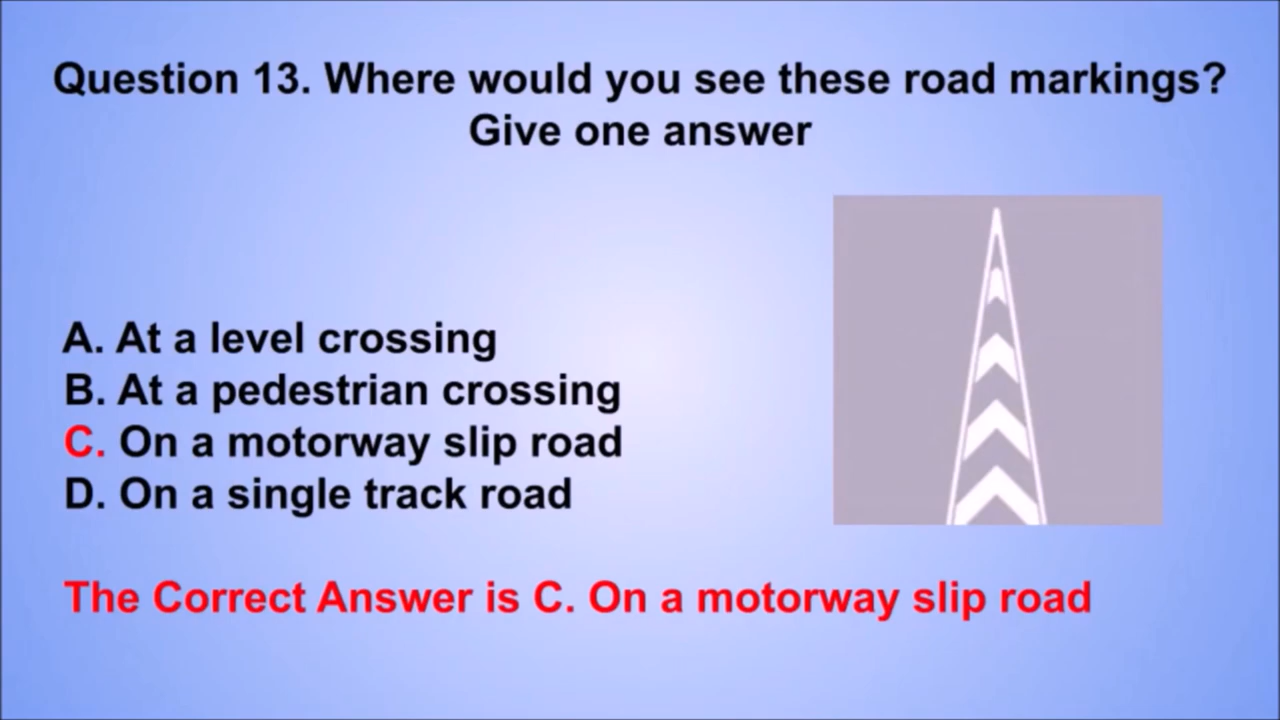 Question 13. Where would you see these road markings?
Give one answer
A. At a level crossing
B. At a pedestrian crossing
C. On a motorway slip road
D. On a single track road
The Correct Answer is C. On a motorway slip road